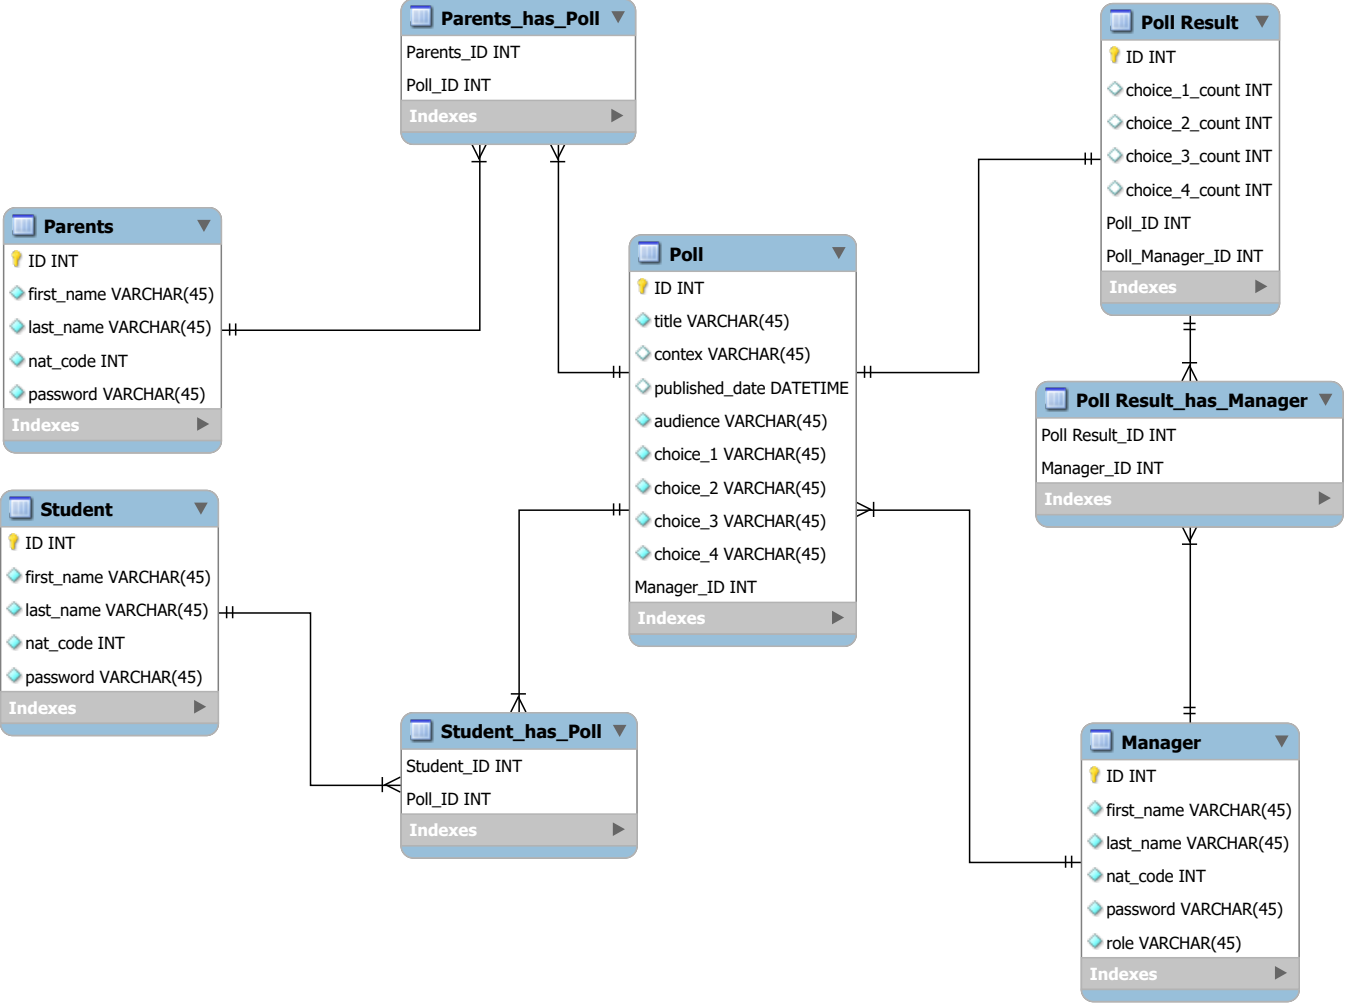 Parents_has_Poll
Parents_ID INT
Poll_ID INT
Indexes
Poll Result
ID INT
choice_1_count INT
choice_2_count INT
choice_3_count INT
choice_4_count INT
Poll_ID INT
Poll_Manager_ID INT
Indexes
Parents
ID INT
first_name VARCHAR(45)
last_name VARCHAR(45)
nat_code INT
password VARCHAR(45)
Indexes
Poll
ID INT
title VARCHAR(45)
contex VARCHAR(45)
published_date DATETIME
audience VARCHAR(45)
choice_1 VARCHAR(45)
choice_2 VARCHAR(45)
choice_3 VARCHAR(45)
choice_4 VARCHAR(45)
Manager_ID INT
Indexes
Poll Result_has_Manager
Poll Result_ID INT
Manager_ID INT
Indexes
Student
ID INT
first_name VARCHAR(45)
last_name VARCHAR(45)
nat_code INT
password VARCHAR(45)
Indexes
Student_has_Poll
Student_ID INT
Poll_ID INT
Indexes
Manager
ID INT
first_name VARCHAR(45)
last_name VARCHAR(45)
nat_code INT
password VARCHAR(45)
role VARCHAR(45)
Indexes